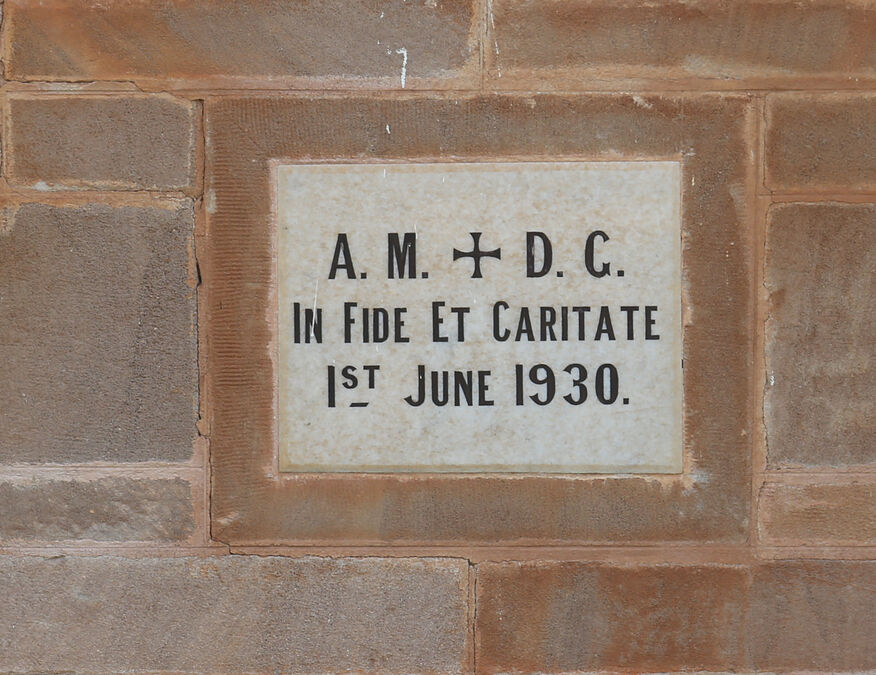 A. M. ✠ D. G.
In Fide Et Caritate
1st June 1930.